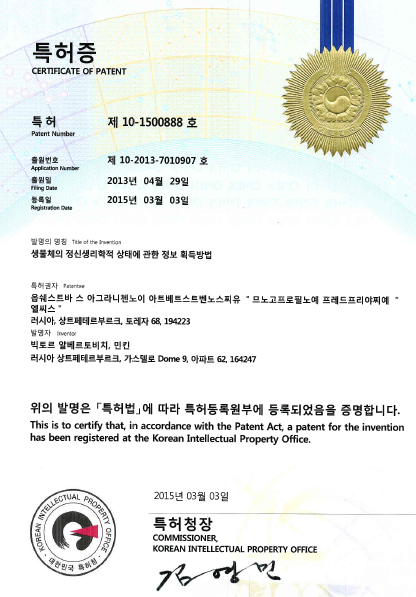 특허증
CERTIFICATE OF PATENT
특 허 제 10-1500888 호
Patent Number
출원번호 제 10-2013-7010907 호
Application Number
출원일 2013년 04월 29일
Filing Date
등록일 2015년 03월 03일
Registration Date
발명의 명칭 Title of the Invention
생물체의 정신생리학적 상태에 관한 정보 획득방법
특허권자 Patentee
옵쉐스트바 스 아그라니첸노이 아트베트스트벤노스찌유 " 므노고프로필노예 프레드프리야찌예 "
엘씨스 "
러시아, 상트페테르부르크, 토레자 68, 194223
발명자 Inventor
빅토르 알베르토비치, 민킨
러시아 상트페테르부르크, 가스텔로 Dome 9, 아파트 62, 164247
위의 발명은 「특허법」에 따라 특허등록원부에 등록되었음을 증명합니다.
This is to certify that, in accordance with the Patent Act, a patent for the invention
has been registered at the Korean Intellectual Property Office.
2015년 03월 03일
특허청장
COMMISSIONER,
KOREAN INTELLECTUAL PROPERTY OFFICE
김영민
KOREAN INTELLECTUAL PROPERTY OFFICE
대한민국 특허청